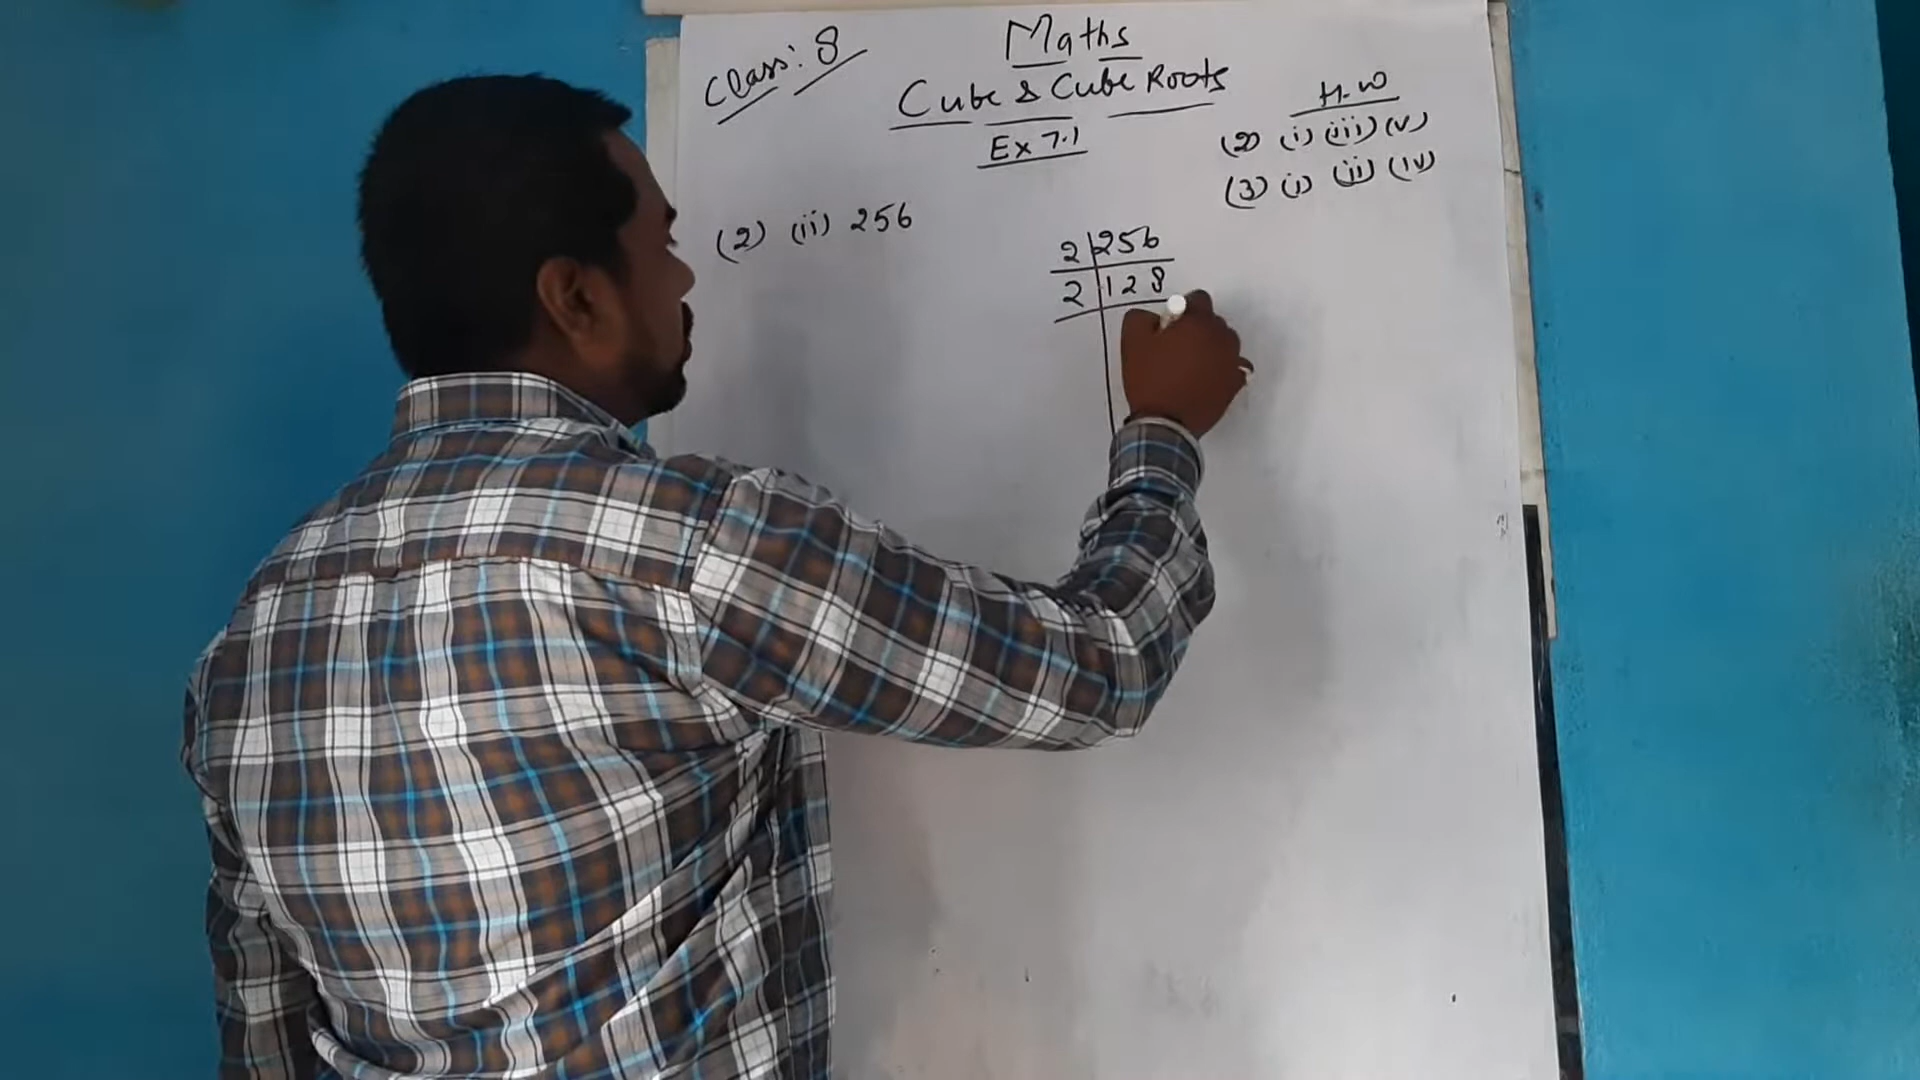 Class: 8
Maths
Cube & Cube Roots
Ex 7.1
H.W
(2) (i) (iii) (v)
(3) (i) (ii) (iv)
(2) (ii) 256
2 256
2 128